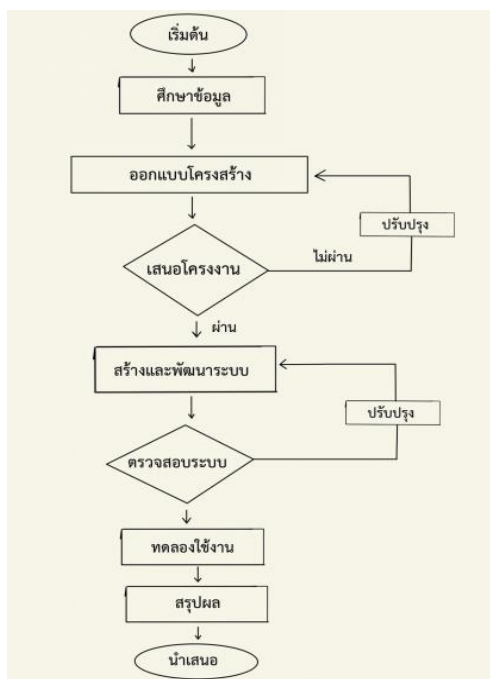 เริ่มต้น
ศึกษาข้อมูล
ออกแบบโครงสร้าง
ปรับปรุง
เสนอโครงงาน
ไม่ผ่าน
ผ่าน
สร้างและพัฒนาระบบ
ปรับปรุง
ตรวจสอบระบบ
ทดลองใช้งาน
สรุปผล
นำเสนอ